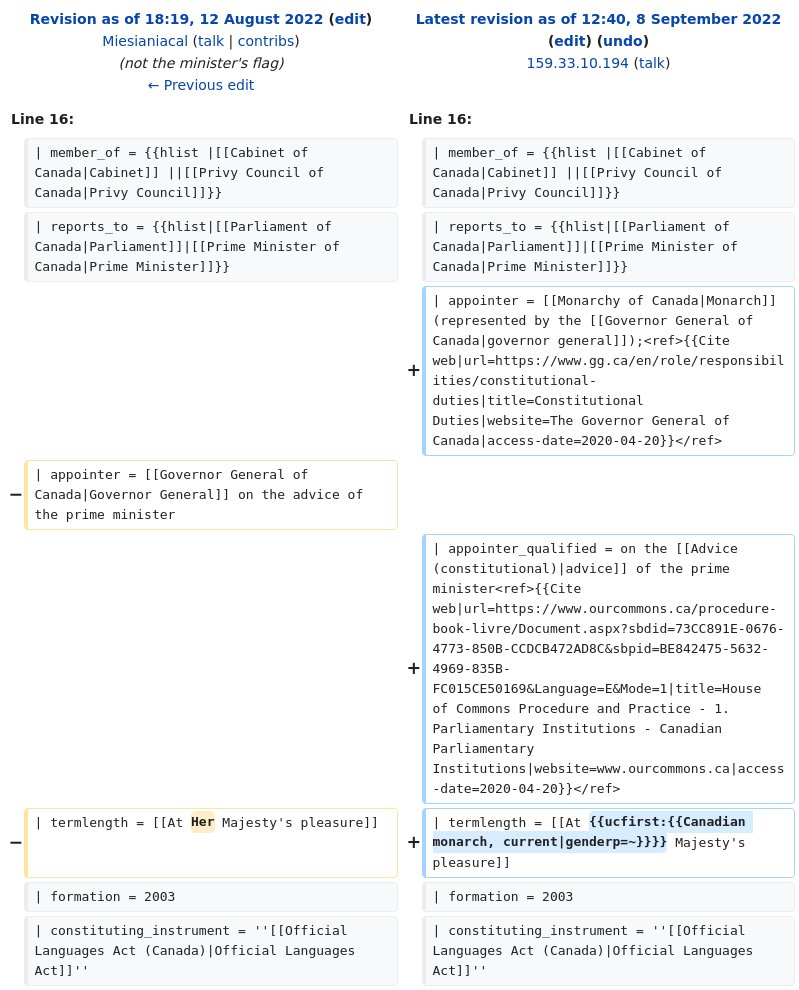 Revision as of 18:19, 12 August 2022 (edit)
Miesianiacal (talk | contribs)
(not the minister's flag)
← Previous edit
Latest revision as of 12:40, 8 September 2022
(edit) (undo)
159.33.10.194 (talk)
Line 16:
Line 16:
| member_of = {{hlist |[[Cabinet of
Canada|Cabinet]] ||[[Privy Council of
Canada|Privy Council]]}}
| member_of = {{hlist |[[Cabinet of
Canada|Cabinet]] ||[[Privy Council of
Canada|Privy Council]]}}
| reports_to = {{hlist|[[Parliament of
Canada|Parliament]]|[[Prime Minister of
Canada|Prime Minister]]}}
| reports_to = {{hlist|[[Parliament of
Canada|Parliament]]|[[Prime Minister of
Canada|Prime Minister]]}}
+
| appointer = [[Monarchy of Canada|Monarch]]
(represented by the [[Governor General of
Canada|governor general]]);<ref>{{Cite
web|url=https://www.gg.ca/en/role/responsibil
ities/constitutional-
duties|title=Constitutional
Duties|website=The Governor General of
Canada|access-date=2020-04-20}}</ref>
−
| appointer = [[Governor General of
Canada|Governor General]] on the advice of
the prime minister
+
| appointer_qualified = on the [[Advice
(constitutional)|advice]] of the prime
minister<ref>{{Cite
web|url=https://www.ourcommons.ca/procedure-
book-livre/Document.aspx?sbdid=73CC891E-0676-
4773-850B-CCDCB472AD8C&sbpid=BE842475-5632-
4969-835B-
FC015CE50169&Language=E&Mode=1|title=House
of Commons Procedure and Practice - 1.
Parliamentary Institutions - Canadian
Parliamentary
Institutions|website=www.ourcommons.ca|access
-date=2020-04-20}}</ref>
−
| termlength = [[At Her Majesty's pleasure]]
+
| termlength = [[At {{ucfirst:{{Canadian
monarch, current|genderp=~}}}} Majesty's
pleasure]]
| formation = 2003
| formation = 2003
| constituting_instrument = ''[[Official
Languages Act (Canada)|Official Languages
Act]]''
| constituting_instrument = ''[[Official
Languages Act (Canada)|Official Languages
Act]]''